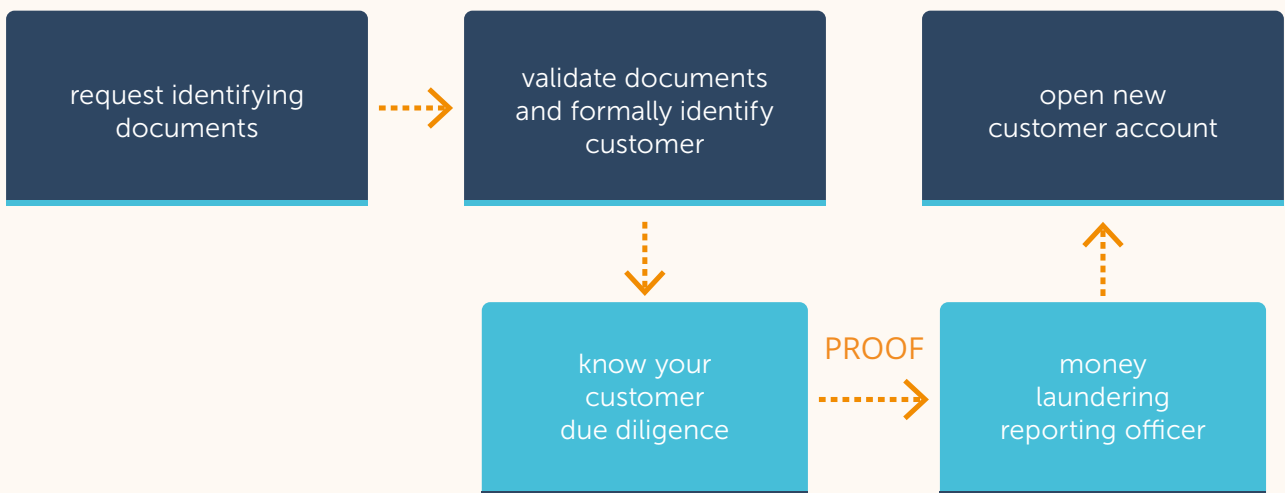 request identifying
documents
validate documents
and formally identify
customer
open new
customer account
know your
customer
due diligence
PROOF
money
laundering
reporting officer